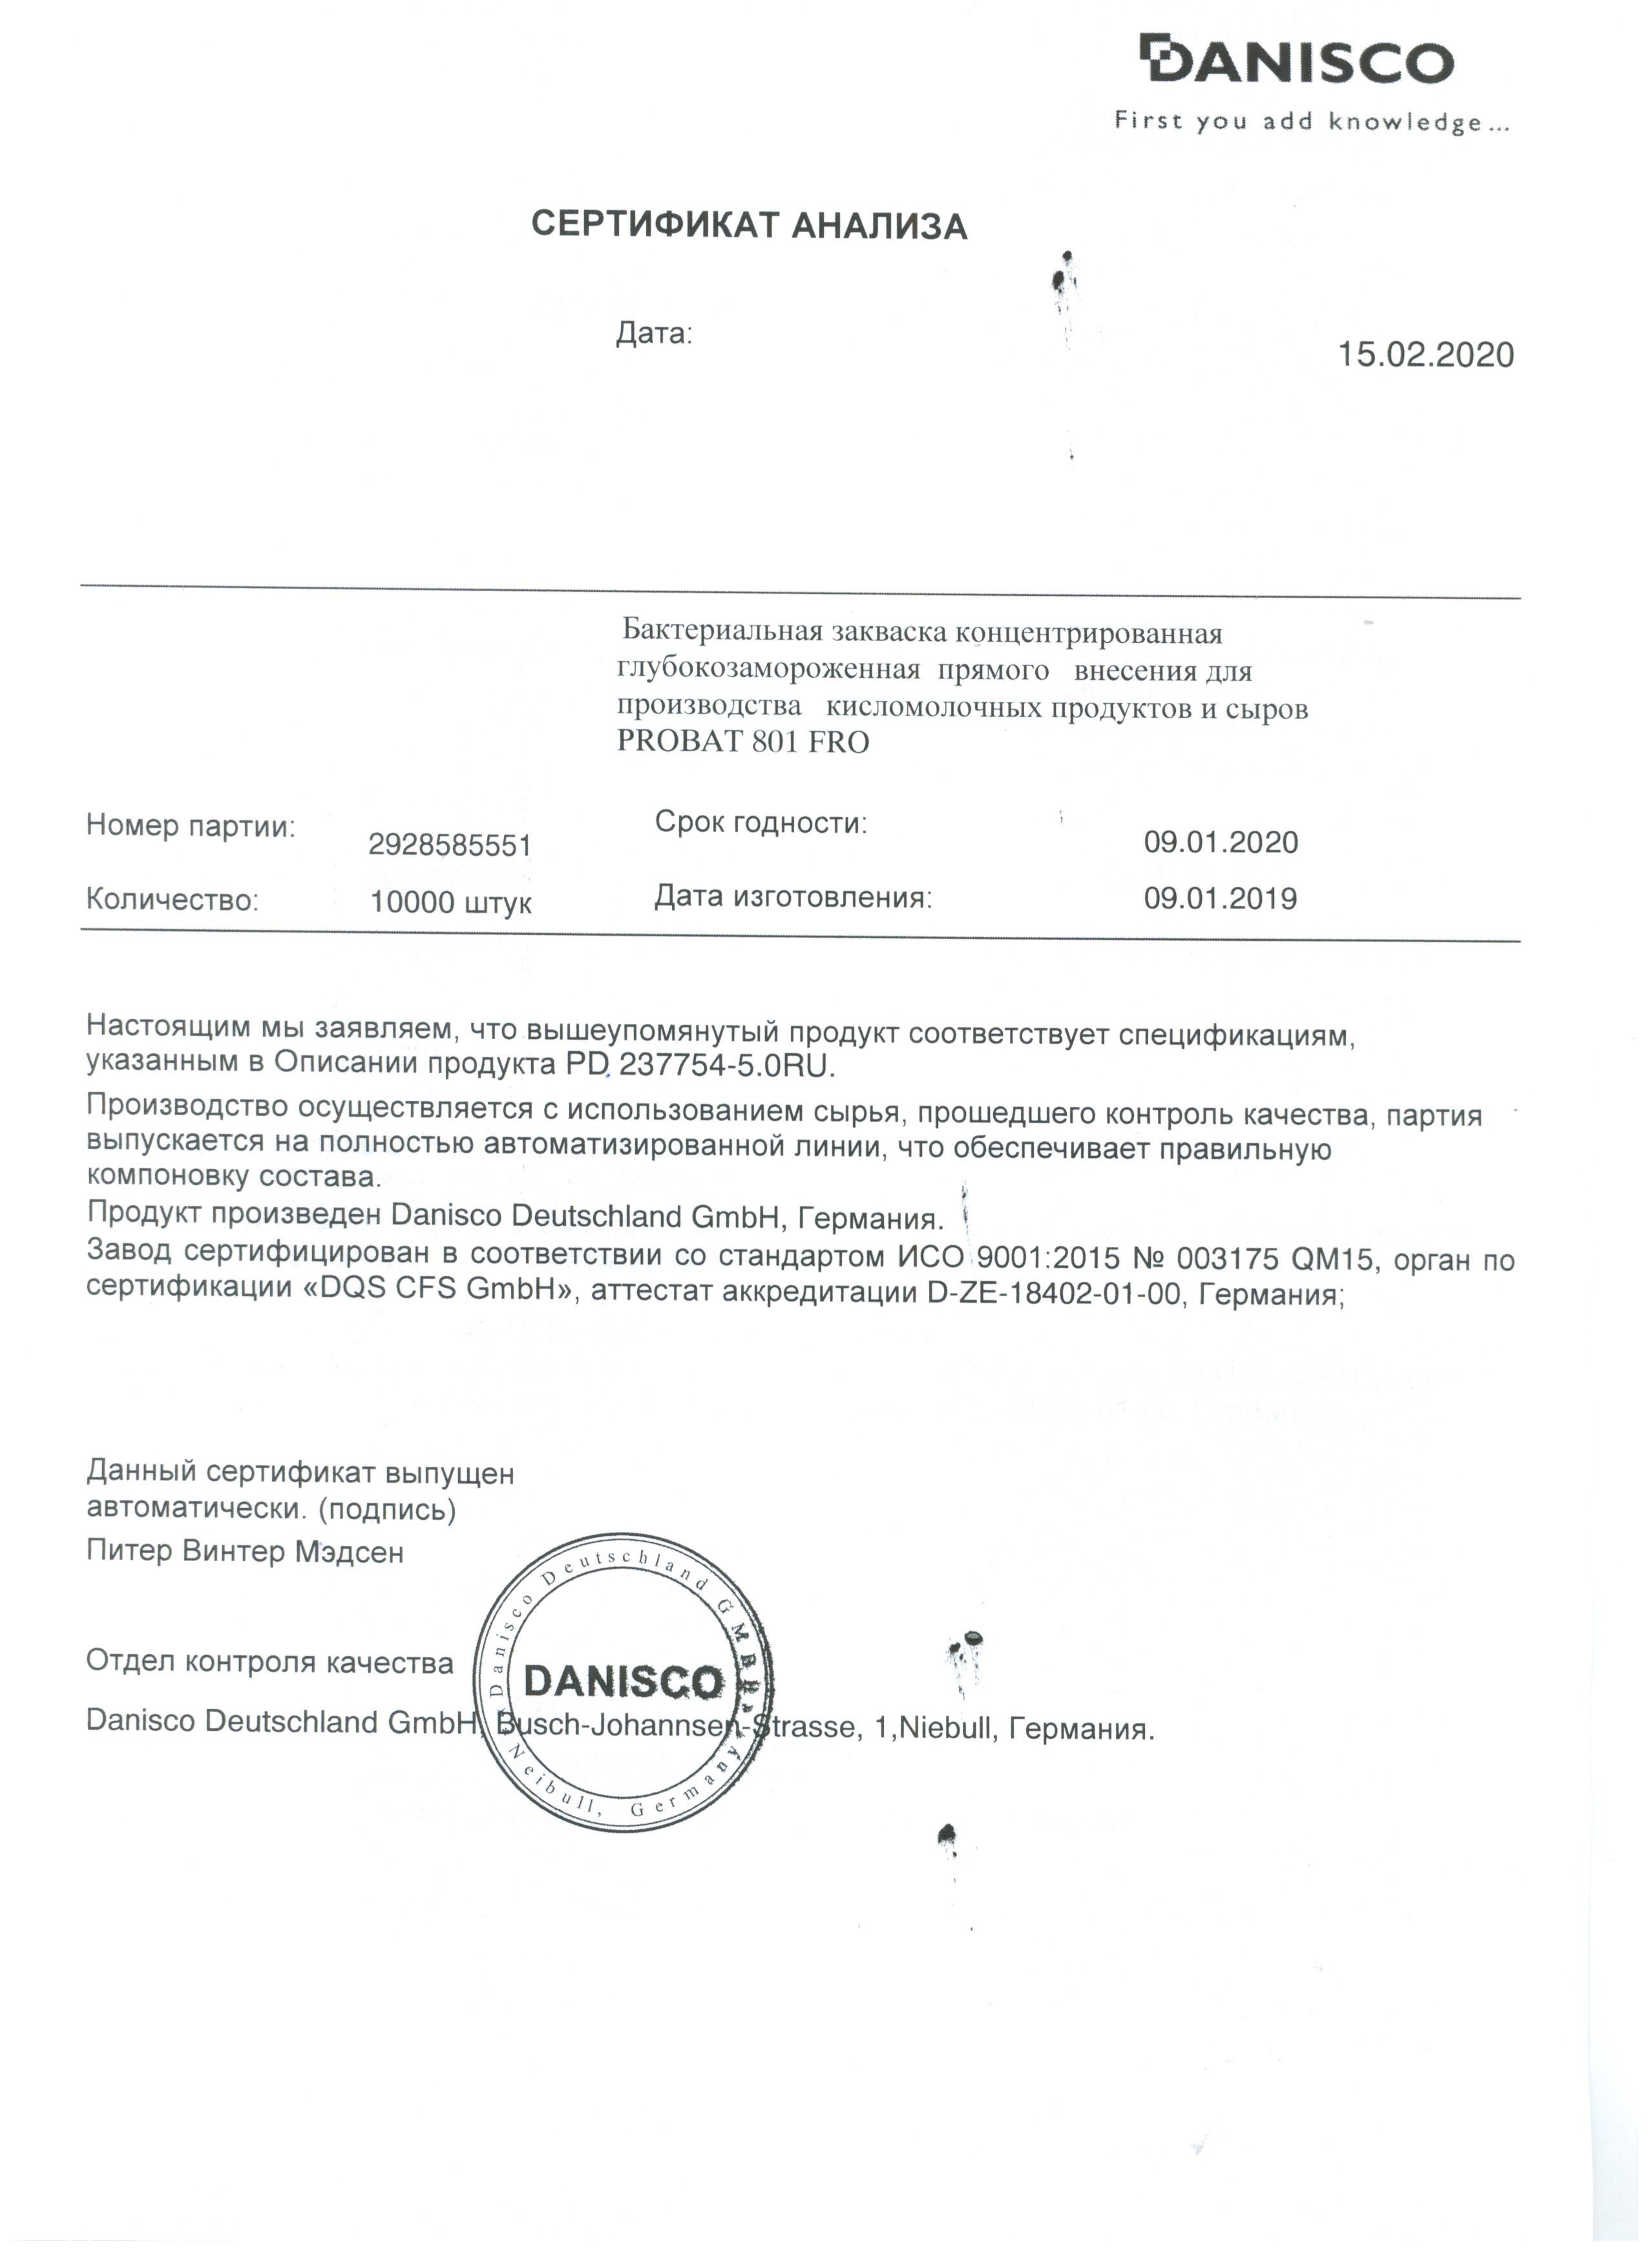 DANISCO
First you add knowledge...
СЕРТИФИКАТ АНАЛИЗА
Дата:
15.02.2020
Бактериальная закваска концентрированная
глубокозамороженная прямого внесения для
производства кисломолочных продуктов и сыров
PROBAT 801 FRO
Номер партии: 2928585551 Срок годности: 09.01.2020
Количество: 10000 штук Дата изготовления: 09.01.2019
Настоящим мы заявляем, что вышеупомянутый продукт соответствует спецификациям,
указанным в Описании продукта PD 237754-5.0RU.
Производство осуществляется с использованием сырья, прошедшего контроль качества, партия
выпускается на полностью автоматизированной линии, что обеспечивает правильную
компоновку состава.
Продукт произведен Danisco Deutschland GmbH, Германия.
Завод сертифицирован в соответствии со стандартом ИСО 9001:2015 № 003175 QM15, орган по
сертификации «DQS CFS GmbH», аттестат аккредитации D-ZE-18402-01-00, Германия;
Данный сертификат выпущен
автоматически. (подпись)
Питер Винтер Мэдсен
Отдел контроля качества
Danisco Deutschland GmbH, Busch-Johannsen-Strasse, 1,Niebull, Германия.
Danisco Deutschland GMBH
DANISCO
Neibull, Germany